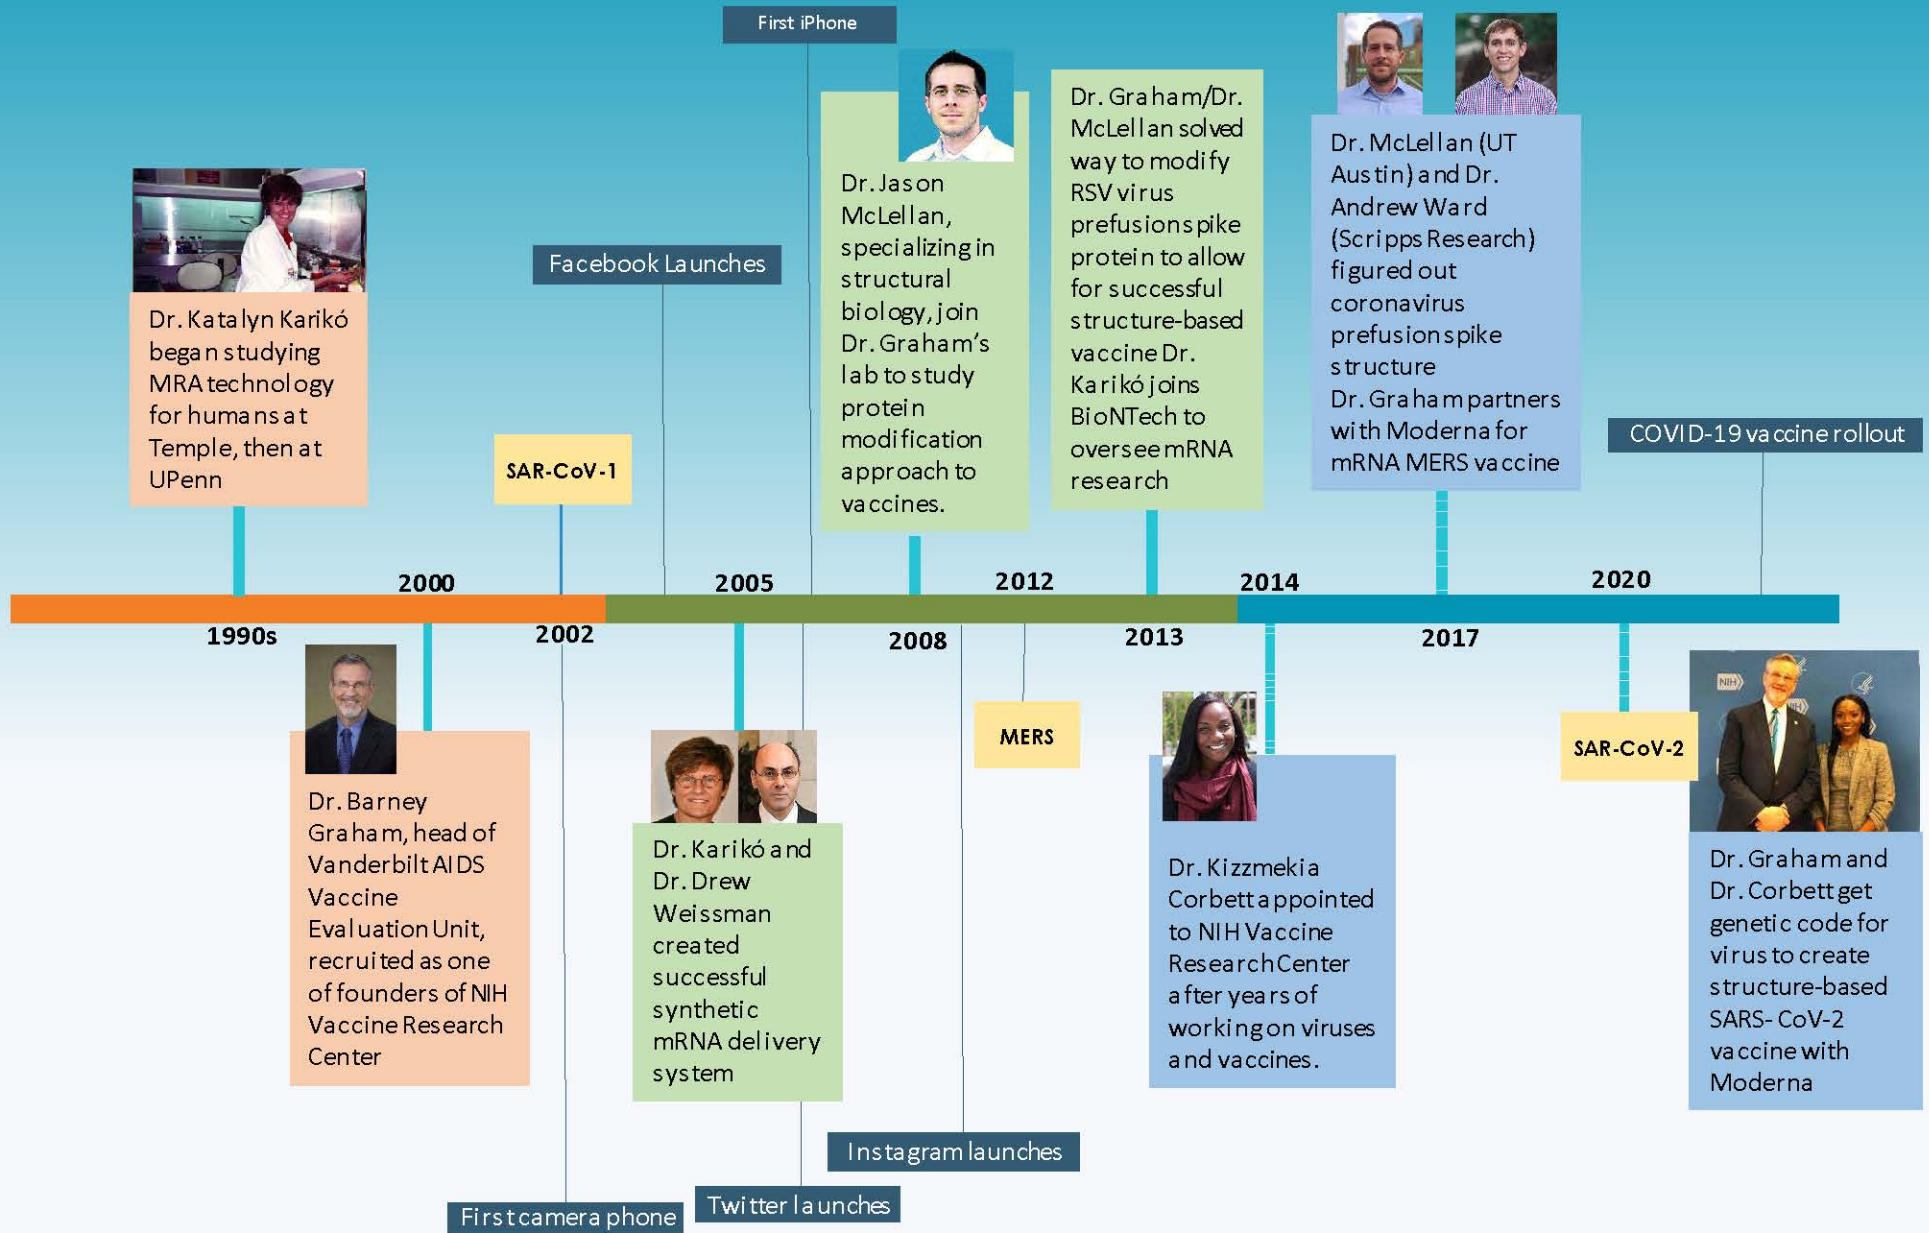 First iPhone
Dr. Katalyn Karikó
began studying
MRA technology
for humans at
Temple, then at
UPenn
SAR-CoV-1
Facebook Launches
Dr. Jason
McLellan,
specializing in
structural
biology, join
Dr. Graham's
lab to study
protein
modification
approach to
vaccines.
Dr. Graham/Dr.
McLellan solved
way to modify
RSV virus
prefusion spike
protein to allow
for successful
structure-based
vaccine Dr.
Karikó joins
BioNTech to
oversee mRNA
research
Dr. McLellan (UT
Austin) and Dr.
Andrew Ward
(Scripps Research)
figured out
coronavirus
prefusion spike
structure
Dr. Graham partners
with Moderna for
mRNA MERS vaccine
COVID-19 vaccine rollout
2000
2005
2012
2014
2020
1990s
2002
2008
2013
2017
Dr. Barney
Graham, head of
Vanderbilt AIDS
Vaccine
Evaluation Unit,
recruited as one
of founders of NIH
Vaccine Research
Center
Dr. Karikó and
Dr. Drew
Weissman
created
successful
synthetic
mRNA delivery
system
MERS
Dr. Kizzmekia
Corbett appointed
to NIH Vaccine
Research Center
after years of
working on viruses
and vaccines.
SAR-CoV-2
NIH
NIH
Dr. Graham and
Dr. Corbett get
genetic code for
virus to create
structure-based
SARS- CoV-2
vaccine with
Moderna
Instagram launches
Twitter launches
First camera phone